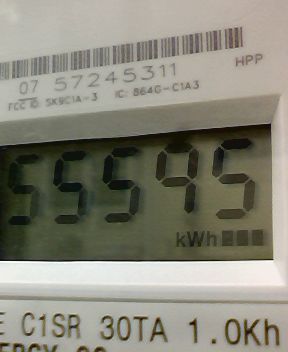 07 57245311
HPP
FCC ID: SK9C1A-3 IC: 864G-C1A3
55595
kWh
C1SR 30TA 1.0Kh